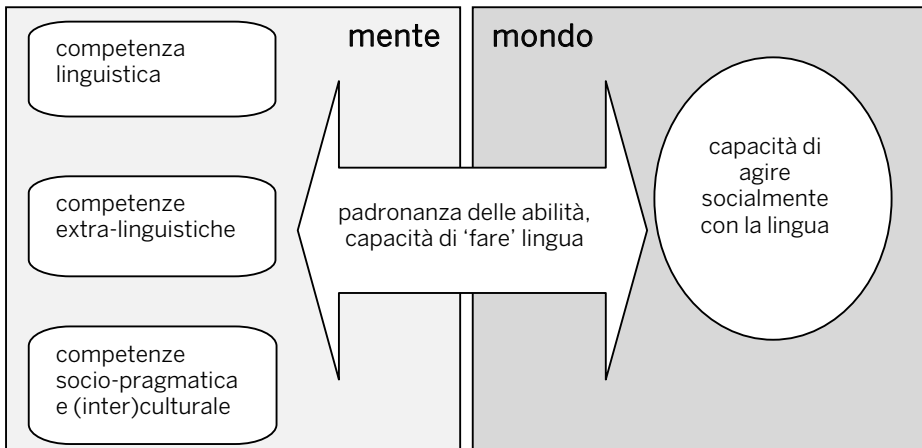 mente
mondo
competenza
linguistica
competenze
extra-linguistiche
competenze
socio-pragmatica
e (inter)culturale
padronanza delle abilità,
capacità di ‘fare’ lingua
capacità di
agire
socialmente
con la lingua